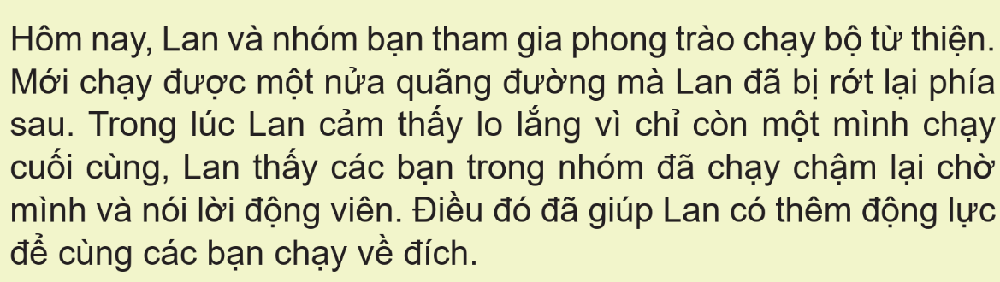 Hôm nay, Lan và nhóm bạn tham gia phong trào chạy bộ từ thiện.
Mới chạy được một nửa quãng đường mà Lan đã bị rớt lại phía
sau. Trong lúc Lan cảm thấy lo lắng vì chỉ còn một mình chạy
cuối cùng, Lan thấy các bạn trong nhóm đã chạy chậm lại chờ
mình và nói lời động viên. Điều đó đã giúp Lan có thêm động lực
để cùng các bạn chạy về đích.